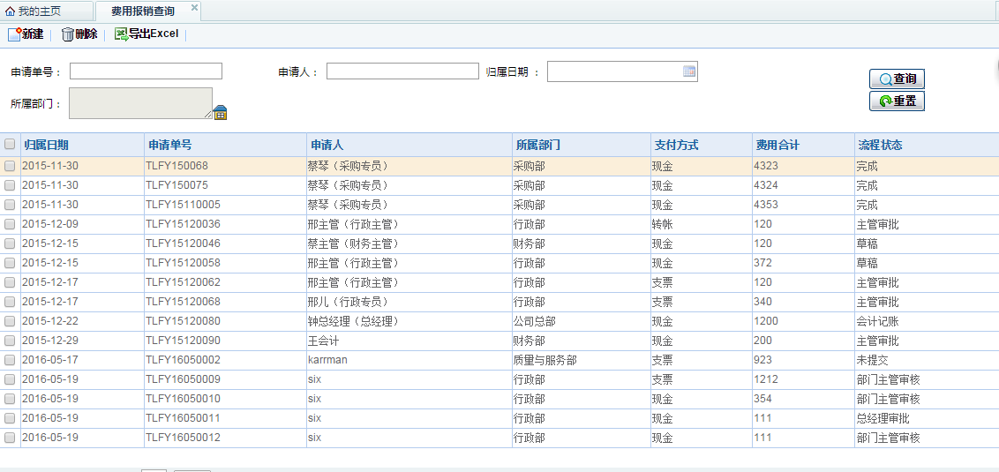 我的主页 费用报销查询
新建 删除 导出Excel
申请单号： 申请人： 归属日期 ： 查询
所属部门： 重置
归属日期 申请单号 申请人 所属部门 支付方式 费用合计 流程状态
2015-11-30 TLFY150068 蔡琴（采购专员） 采购部 现金 4323 完成
2015-11-30 TLFY150075 蔡琴（采购专员） 采购部 现金 4324 完成
2015-11-30 TLFY15110005 蔡琴（采购专员） 采购部 现金 4353 完成
2015-12-09 TLFY15120036 邢主管（行政主管） 行政部 转帐 120 主管审批
2015-12-15 TLFY15120046 蔡主管（财务主管） 财务部 现金 120 草稿
2015-12-15 TLFY15120058 邢主管（行政主管） 行政部 现金 372 草稿
2015-12-17 TLFY15120062 邢主管（行政主管） 行政部 支票 120 主管审批
2015-12-17 TLFY15120068 邢儿（行政专员） 行政部 支票 340 主管审批
2015-12-22 TLFY15120080 钟总经理（总经理） 公司总部 现金 1200 会计记账
2015-12-29 TLFY15120090 王会计 财务部 现金 200 主管审批
2016-05-17 TLFY16050002 karrman 质量与服务部 支票 923 未提交
2016-05-19 TLFY16050009 six 行政部 支票 1212 部门主管审核
2016-05-19 TLFY16050010 six 行政部 现金 354 部门主管审核
2016-05-19 TLFY16050011 six 行政部 现金 111 总经理审批
2016-05-19 TLFY16050012 six 行政部 现金 111 部门主管审核